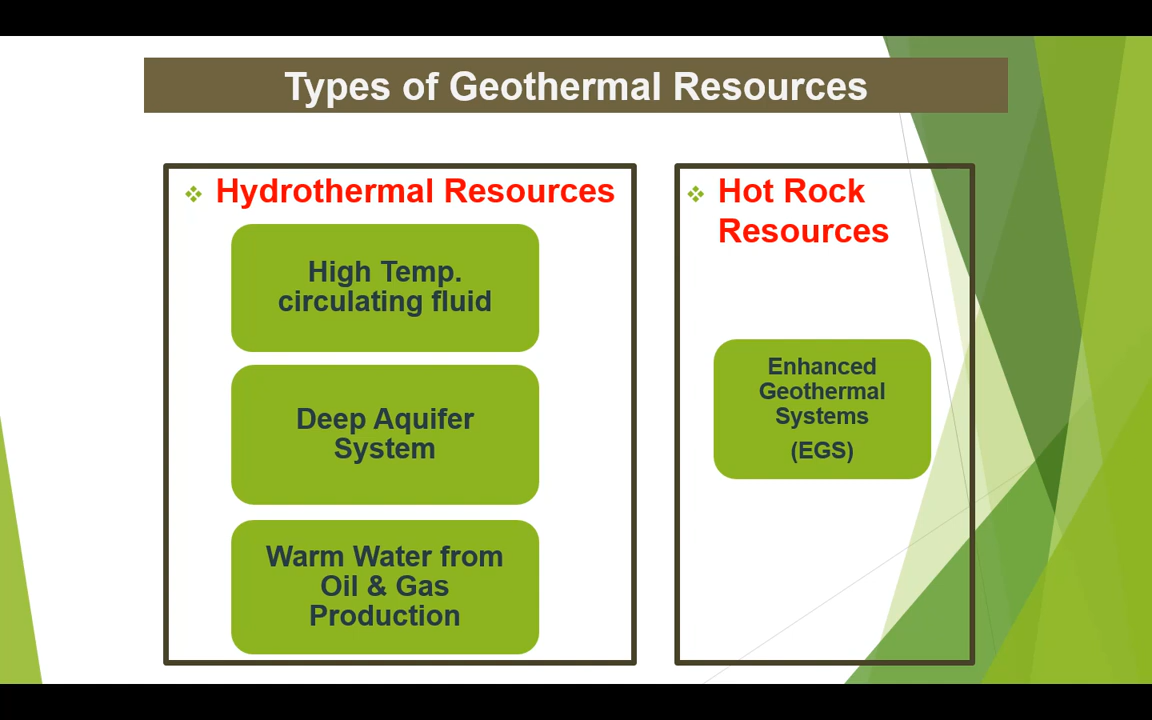 Types of Geothermal Resources
Hydrothermal Resources
High Temp.
circulating fluid
Deep Aquifer
System
Warm Water from
Oil & Gas
Production
Hot Rock
Resources
Enhanced
Geothermal
Systems
(EGS)